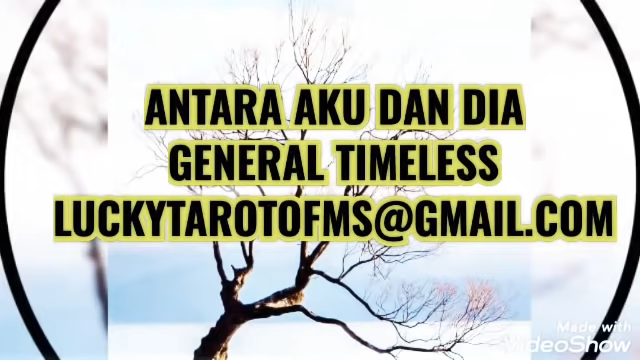 ANTARA AKU DAN DIA
GENERAL TIMELESS
LUCKYTAROTOFMS@GMAIL.COM
Made with
VideoShow